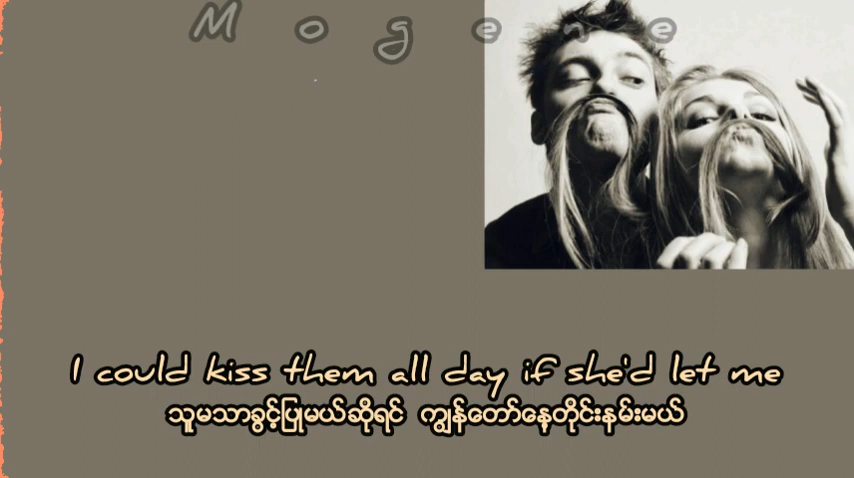 Mogene
I could kiss them all day if she'd let me
သူမသာခွင့်ပြုမယ်ဆိုရင် ကျွန်တော်နေ့တိုင်းနမ်းမယ်